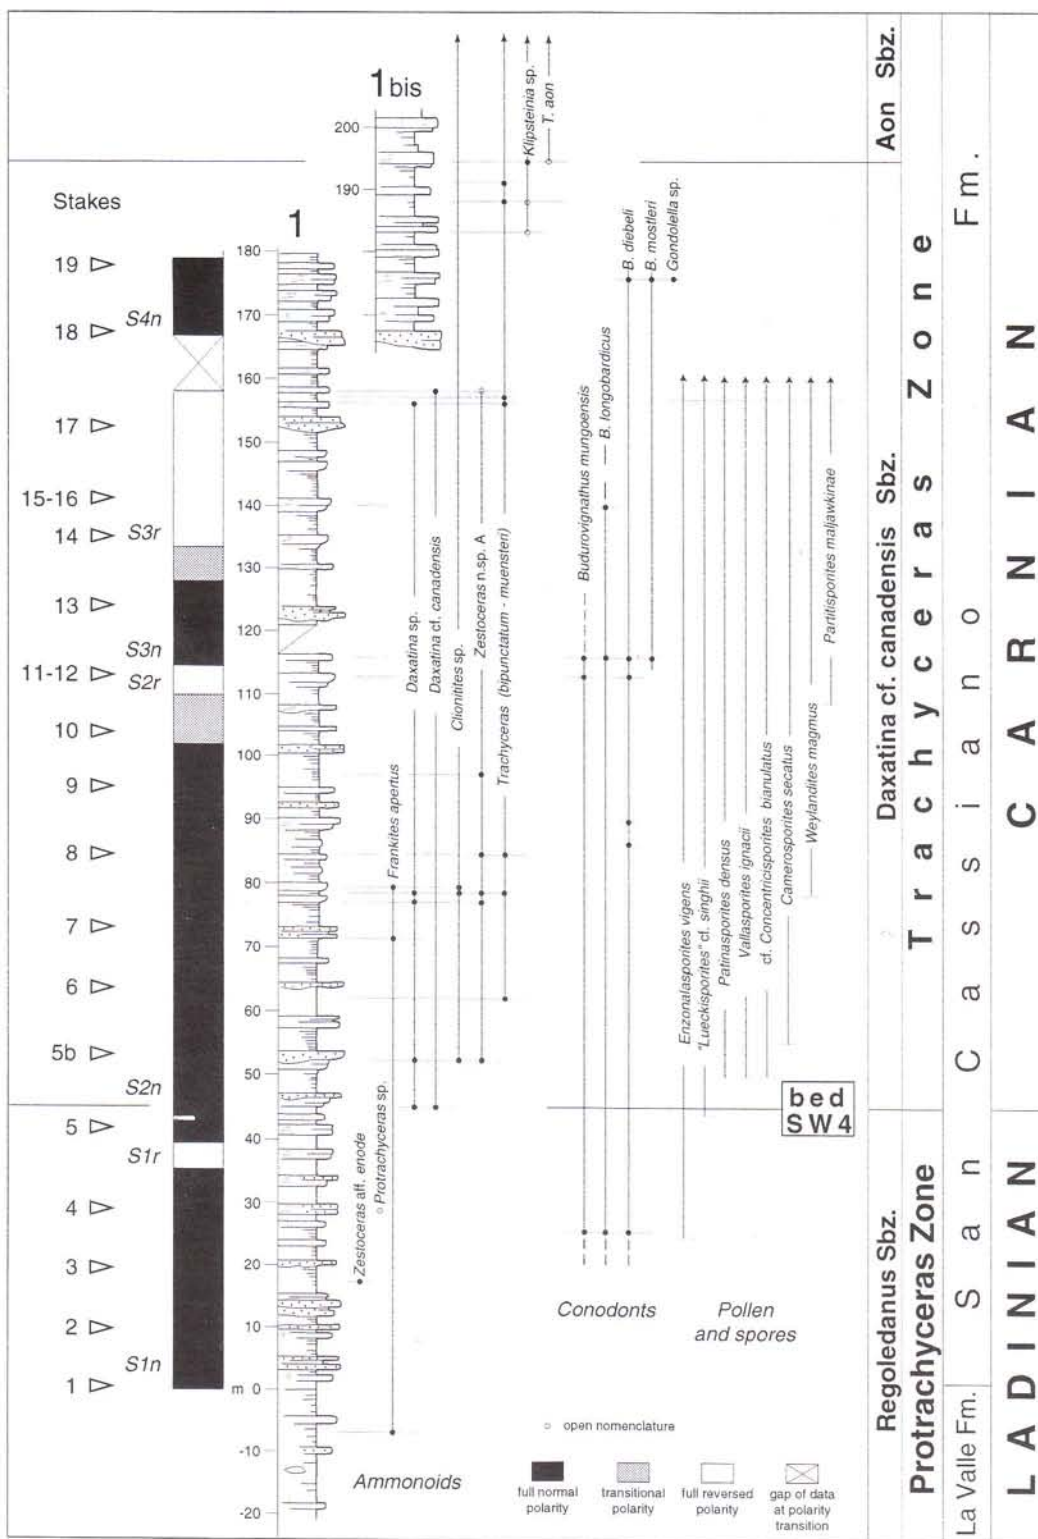 1 bis
200
190
Stakes
1
180
170
160
150
140
130
120
110
100
90
80
70
60
50
40
30
20
10
m 0
-10
-20
19
18
17
15-16
14
13
11-12
10
9
8
7
6
5b
5
4
3
2
1
S4n
S3r
S3n
S2r
S2n
S1r
S1n
Zestoceras aff. enode
Protrachyceras sp.
Frankites apertus
Daxatina sp.
Daxatina cf. canadensis
Clionitites sp.
Zestoceras n.sp. A
Trachyceras (bipunctatum - muensteri)
Klipsteinia sp.
T. aon
Budurovignathus mungoensis
B. longobardicus
B. diebeli
B. mostleri
Gondolella sp.
Enzonalasporites vigens
"Lueckisporites" cf. singhii
Patinasporites densus
Vallasporites ignacii
cf. Concentricisporites bianulatus
Camerosporites secatus
Weylandites magmus
Partitisporites maljawkinae
bed
SW4
Ammonoids
Conodonts
Pollen
and spores
open nomenclature
full normal
polarity
transitional
polarity
full reversed
polarity
gap of data
at polarity
transition
Regoledanus Sbz.
Daxatina cf. canadensis Sbz.
Aon Sbz.
Protrachyceras Zone
Trachyceras Zone
La Valle Fm.
San Cassiano Fm.
LADINIAN
CARNIAN